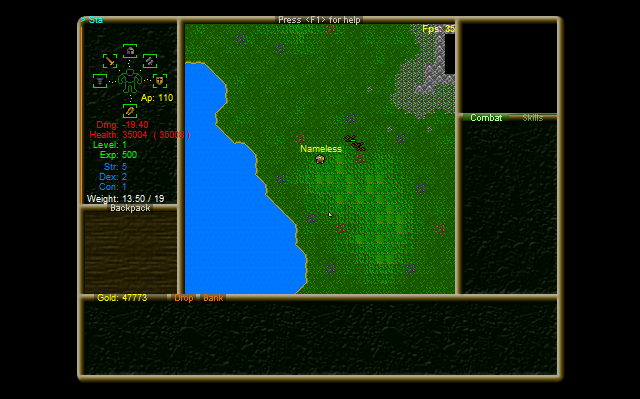 > Sta
Press <F1> for help
Fps: 35
Ap: 110
Dmg: -19.40
Health: 35004 / ( 35008 )
Level: 1
Exp: 500
Str: 5
Dex: 2
Con: 1
Weight: 13.50 / 19
Backpack
Nameless
Combat
Skills
Gold: 47773
Drop
Bank